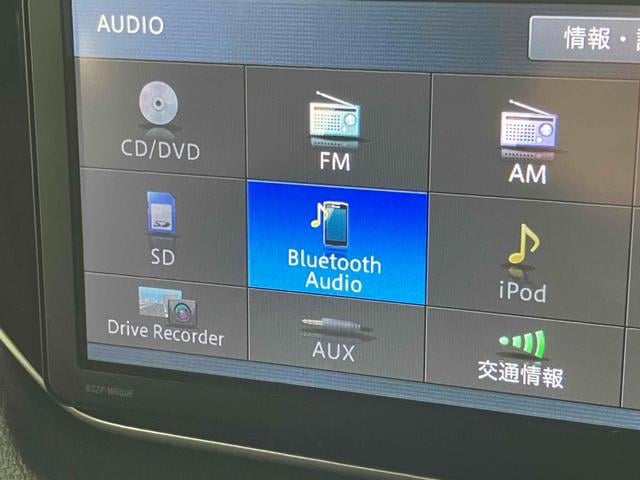 AUDIO
情報・
CD/DVD
FM
AM
SD
Bluetooth
Audio
iPod
Drive Recorder
AUX
交通情報